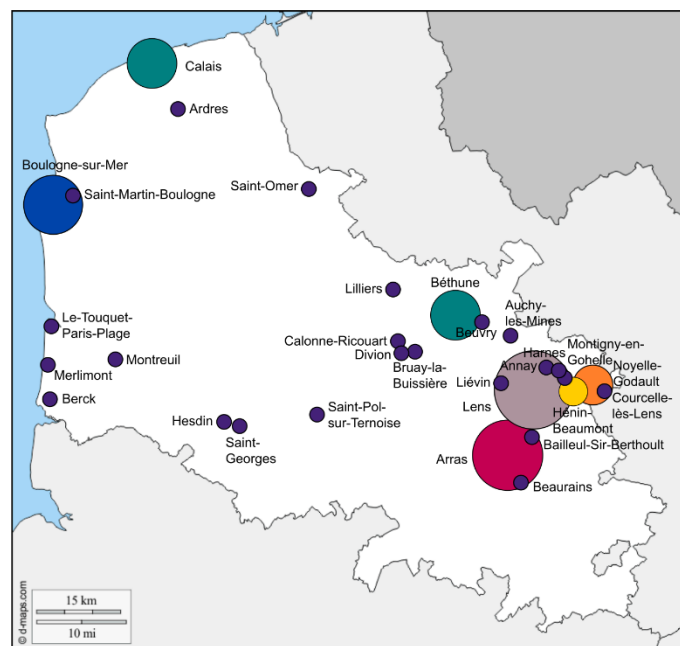 Calais
Ardres
Boulogne-sur-Mer
Saint-Martin-Boulogne
Saint-Omer
Lilliers
Béthune
Auchy-
les-Mines
Beuvry
Le-Touquet-
Paris-Plage
Calonne-Ricouart
Divion
Bruay-la-
Buissière
Montreuil
Merlimont
Berck
Harnes
Montigny-en-
Gohelle
Annay
Noyelle-
Godault
Liévin
Courcelle-
lès-Lens
Lens
Hénin-
Beaumont
Hesdin
Saint-
Georges
Saint-Pol-
sur-Ternoise
Bailleul-Sir-Berthoult
Arras
Beaurains
15 km
10 mi
© d-maps.com